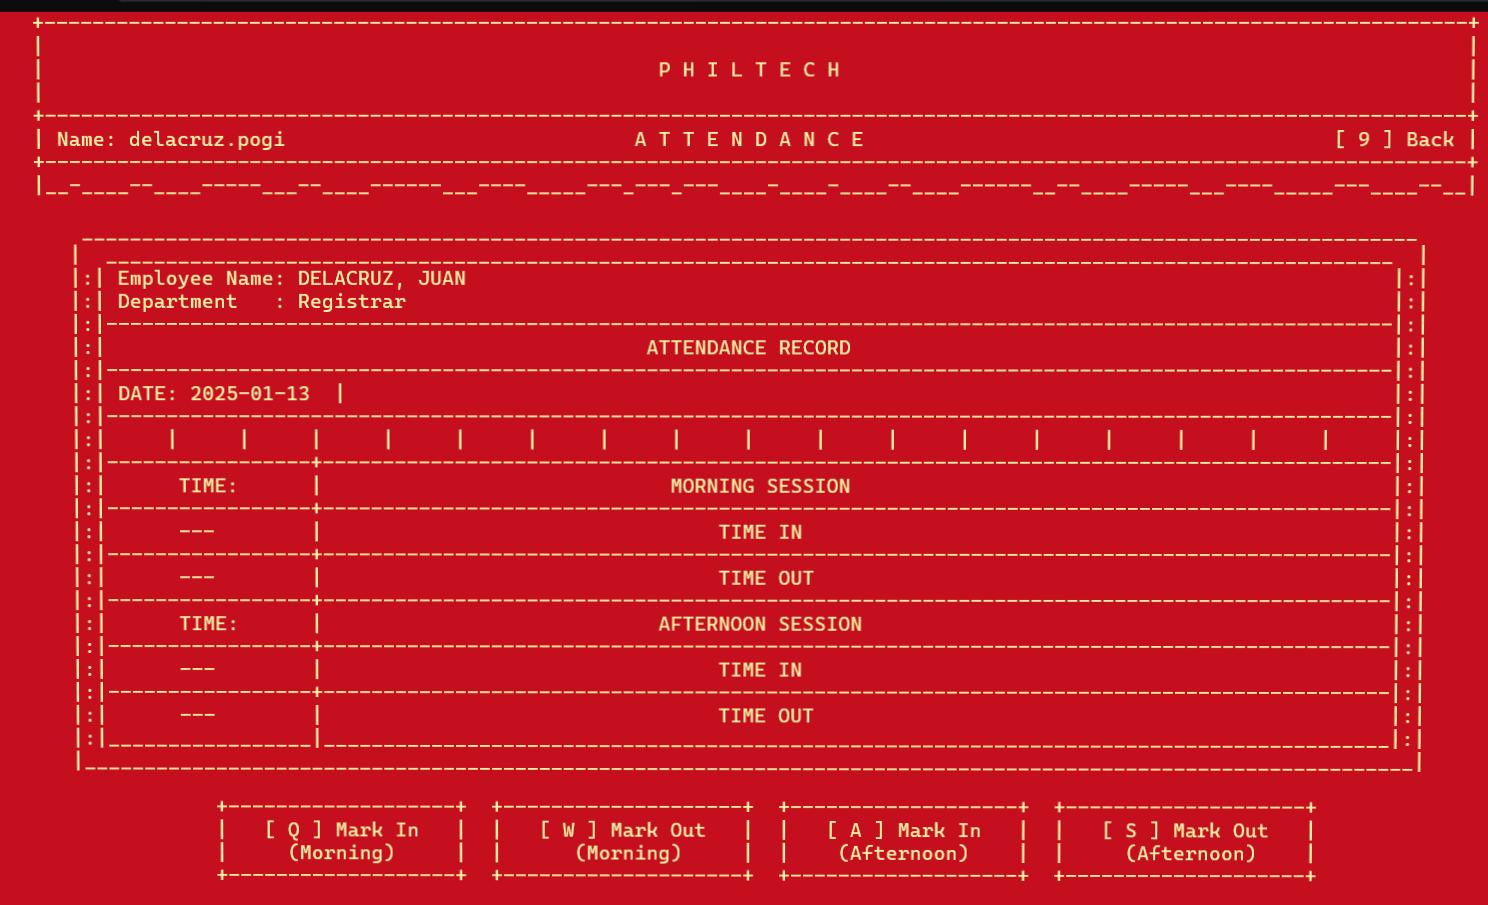 P H I L T E C H
Name: delacruz.pogi A T T E N D A N C E [ 9 ] Back
Employee Name: DELACRUZ, JUAN
Department : Registrar
ATTENDANCE RECORD
DATE: 2025-01-13
TIME: MORNING SESSION
--- TIME IN
--- TIME OUT
TIME: AFTERNOON SESSION
--- TIME IN
--- TIME OUT
[ Q ] Mark In [ W ] Mark Out [ A ] Mark In [ S ] Mark Out
(Morning) (Morning) (Afternoon) (Afternoon)